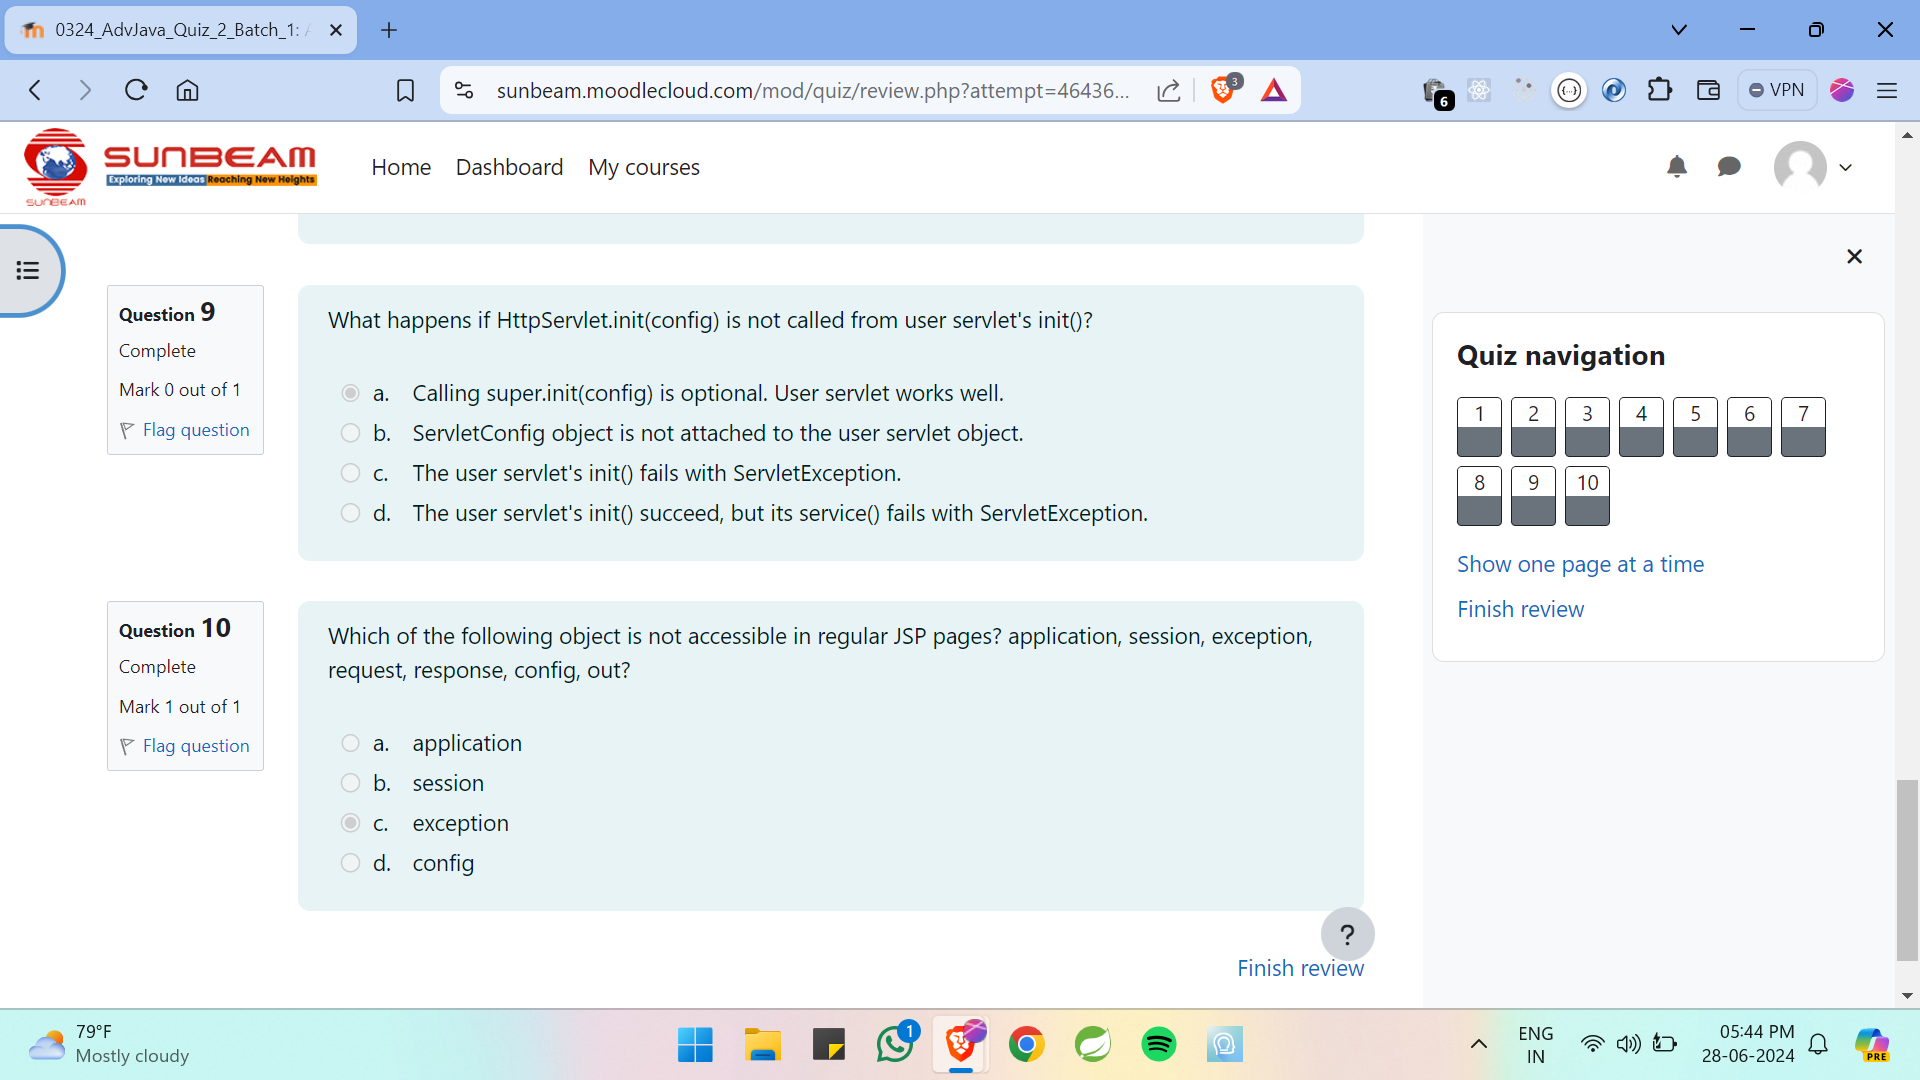 0324_AdvJava_Quiz_2_Batch_1:
sunbeam.moodlecloud.com/mod/quiz/review.php?attempt=46436...
3
6
VPN
SUNBEAM
Exploring New Ideas Reaching New Heights
SUNBEAM
Home Dashboard My courses
Question 9
Complete
Mark 0 out of 1
Flag question
What happens if HttpServlet.init(config) is not called from user servlet's init()?
a. Calling super.init(config) is optional. User servlet works well.
b. ServletConfig object is not attached to the user servlet object.
c. The user servlet's init() fails with ServletException.
d. The user servlet's init() succeed, but its service() fails with ServletException.
Quiz navigation
1 2 3 4 5 6 7
8 9 10
Show one page at a time
Finish review
Question 10
Complete
Mark 1 out of 1
Flag question
Which of the following object is not accessible in regular JSP pages? application, session, exception,
request, response, config, out?
a. application
b. session
c. exception
d. config
?
Finish review
79°F
Mostly cloudy
1
ENG
IN
05:44 PM
28-06-2024
PRE